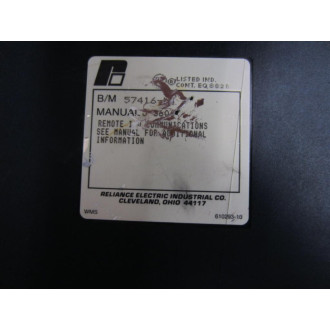 LISTED IND.
CONT. EQ.
B/M 57416
MANUAL
REMOTE COMMUNICATIONS
SEE MANUAL FOR ADDITIONAL
INFORMATION
RELIANCE ELECTRIC INDUSTRIAL CO.
CLEVELAND, OHIO 44117